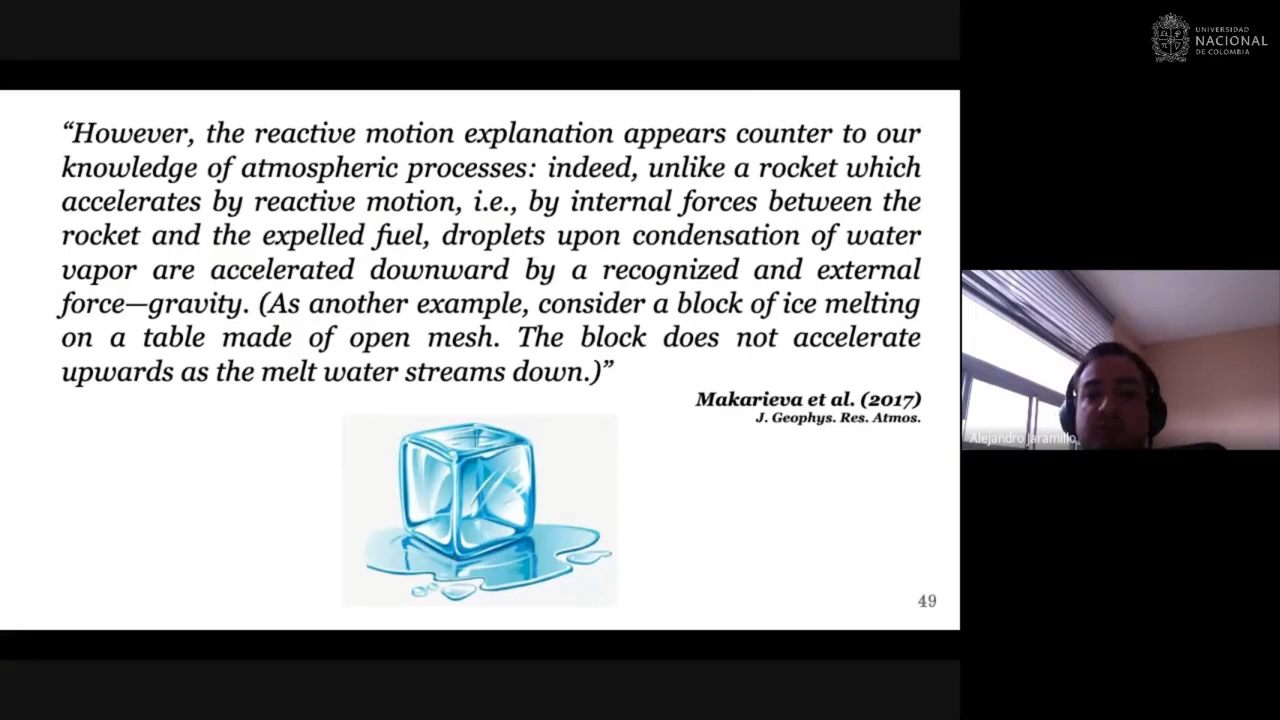 UNIVERSIDAD
NACIONAL
DE COLOMBIA
“However, the reactive motion explanation appears counter to our
knowledge of atmospheric processes: indeed, unlike a rocket which
accelerates by reactive motion, i.e., by internal forces between the
rocket and the expelled fuel, droplets upon condensation of water
vapor are accelerated downward by a recognized and external
force—gravity. (As another example, consider a block of ice melting
on a table made of open mesh. The block does not accelerate
upwards as the melt water streams down.)”
Makarieva et al. (2017)
J. Geophys. Res. Atmos.
Alejandro Jaramillo
49